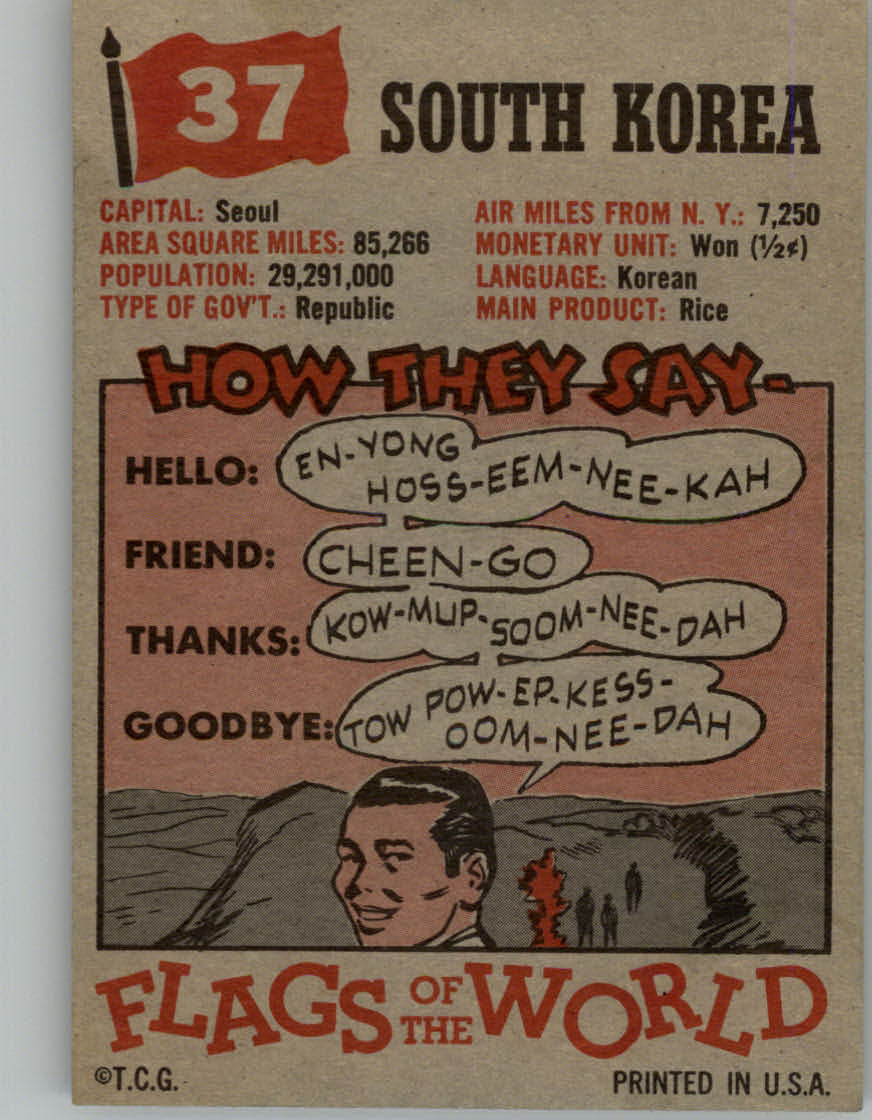 37
SOUTH KOREA
CAPITAL: Seoul
AREA SQUARE MILES: 85,266
POPULATION: 29,291,000
TYPE OF GOV'T.: Republic
AIR MILES FROM N. Y.: 7,250
MONETARY UNIT: Won (½¢)
LANGUAGE: Korean
MAIN PRODUCT: Rice
HOW THEY SAY-
HELLO: EN-YONG
HOSS-EEM-NEE-KAH
FRIEND: CHEEN-GO
THANKS: KOW-MUP-SOOM-NEE-DAH
GOODBYE: TOW POW-EP-KESS-
OOM-NEE-DAH
FLAGS OF THE WORLD
©T.C.G.
PRINTED IN U.S.A.